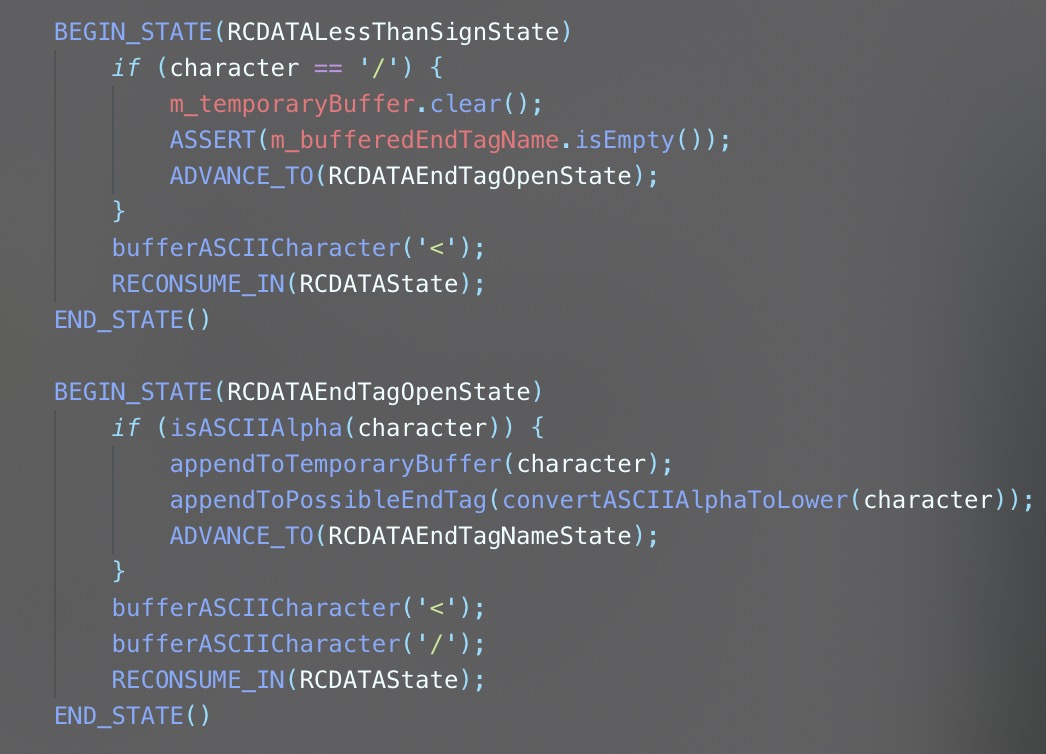 BEGIN_STATE(RCDATALessThanSignState)
    if (character == '/') {
        m_temporaryBuffer.clear();
        ASSERT(m_bufferedEndTagName.isEmpty());
        ADVANCE_TO(RCDATAEndTagOpenState);
    }
    bufferASCIICharacter('<');
    RECONSUME_IN(RCDATAState);
END_STATE()

BEGIN_STATE(RCDATAEndTagOpenState)
    if (isASCIIAlpha(character)) {
        appendToTemporaryBuffer(character);
        appendToPossibleEndTag(convertASCIIAlphaToLower(character));
        ADVANCE_TO(RCDATAEndTagNameState);
    }
    bufferASCIICharacter('<');
    bufferASCIICharacter('/');
    RECONSUME_IN(RCDATAState);
END_STATE()